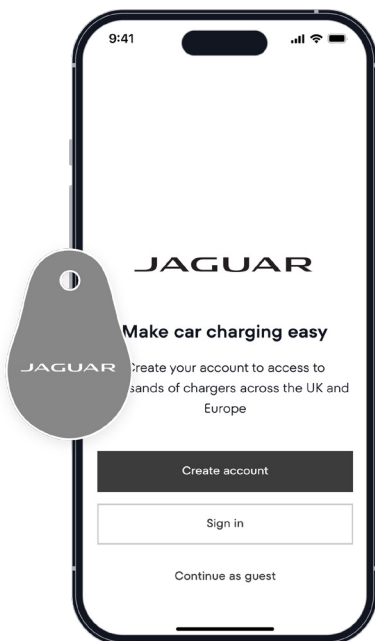 9:41
JAGUAR
Make car charging easy
JAGUAR
Create your account to access to
sands of chargers across the UK and
Europe
Create account
Sign in
Continue as guest